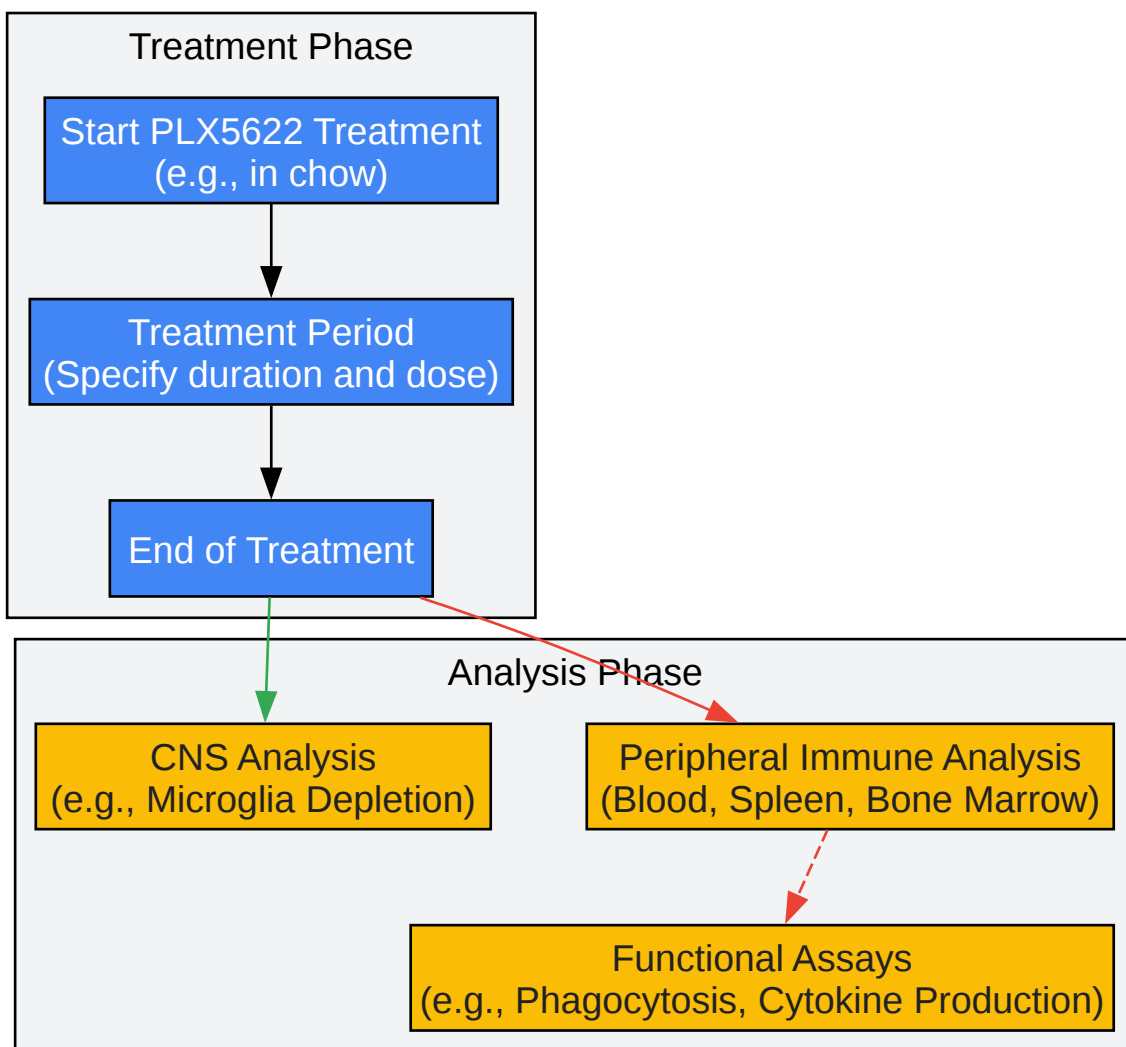 Treatment Phase
Start PLX5622 Treatment
(e.g., in chow)
Treatment Period
(Specify duration and dose)
End of Treatment
Analysis Phase
CNS Analysis
(e.g., Microglia Depletion)
Peripheral Immune Analysis
(Blood, Spleen, Bone Marrow)
Functional Assays
(e.g., Phagocytosis, Cytokine Production)